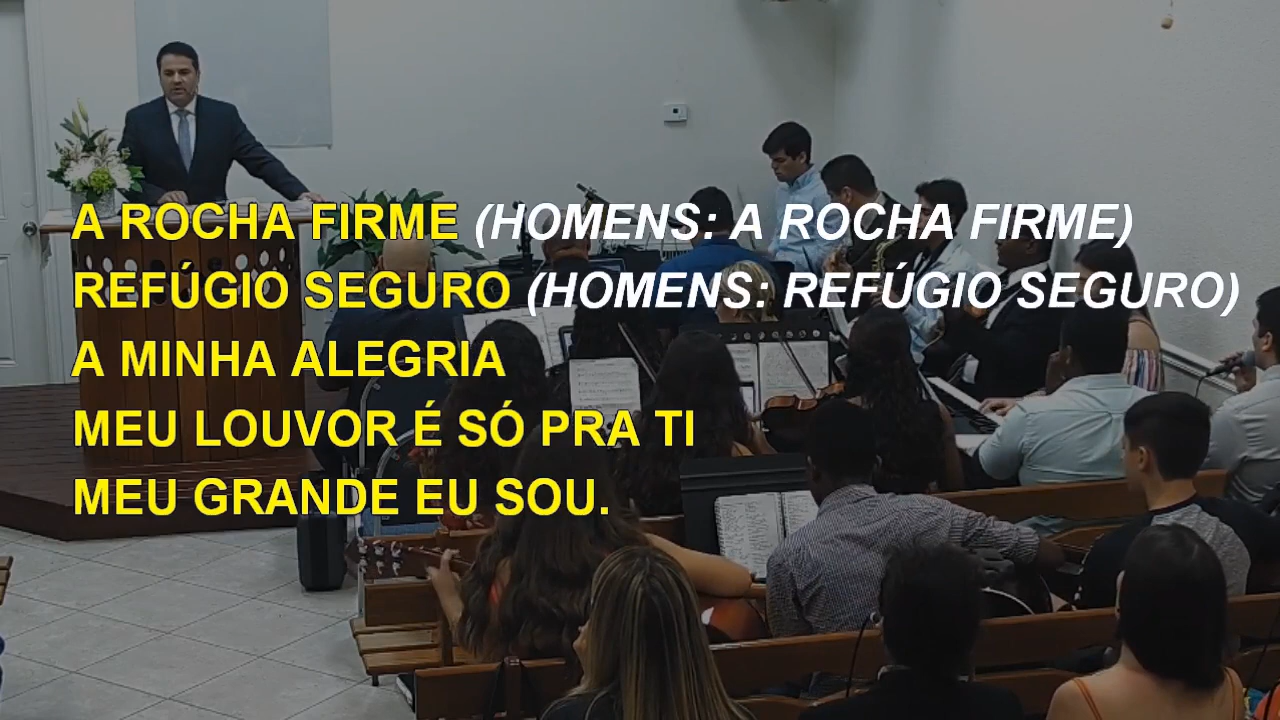 A ROCHA FIRME (HOMENS: A ROCHA FIRME)
REFÚGIO SEGURO (HOMENS: REFÚGIO SEGURO)
A MINHA ALEGRIA
MEU LOUVOR É SÓ PRA TI
MEU GRANDE EU SOU.